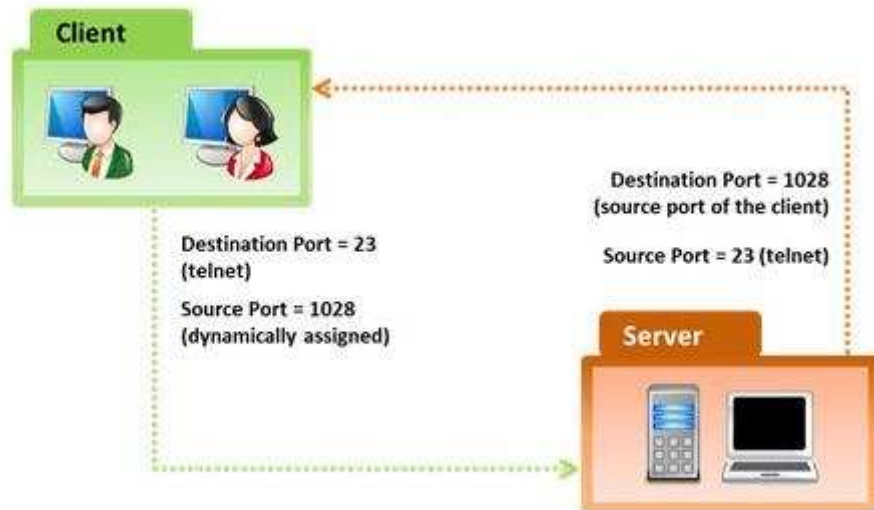 Client
Destination Port = 1028
(source port of the client)
Destination Port = 23
(telnet)
Source Port = 23 (telnet)
Source Port = 1028
(dynamically assigned)
Server